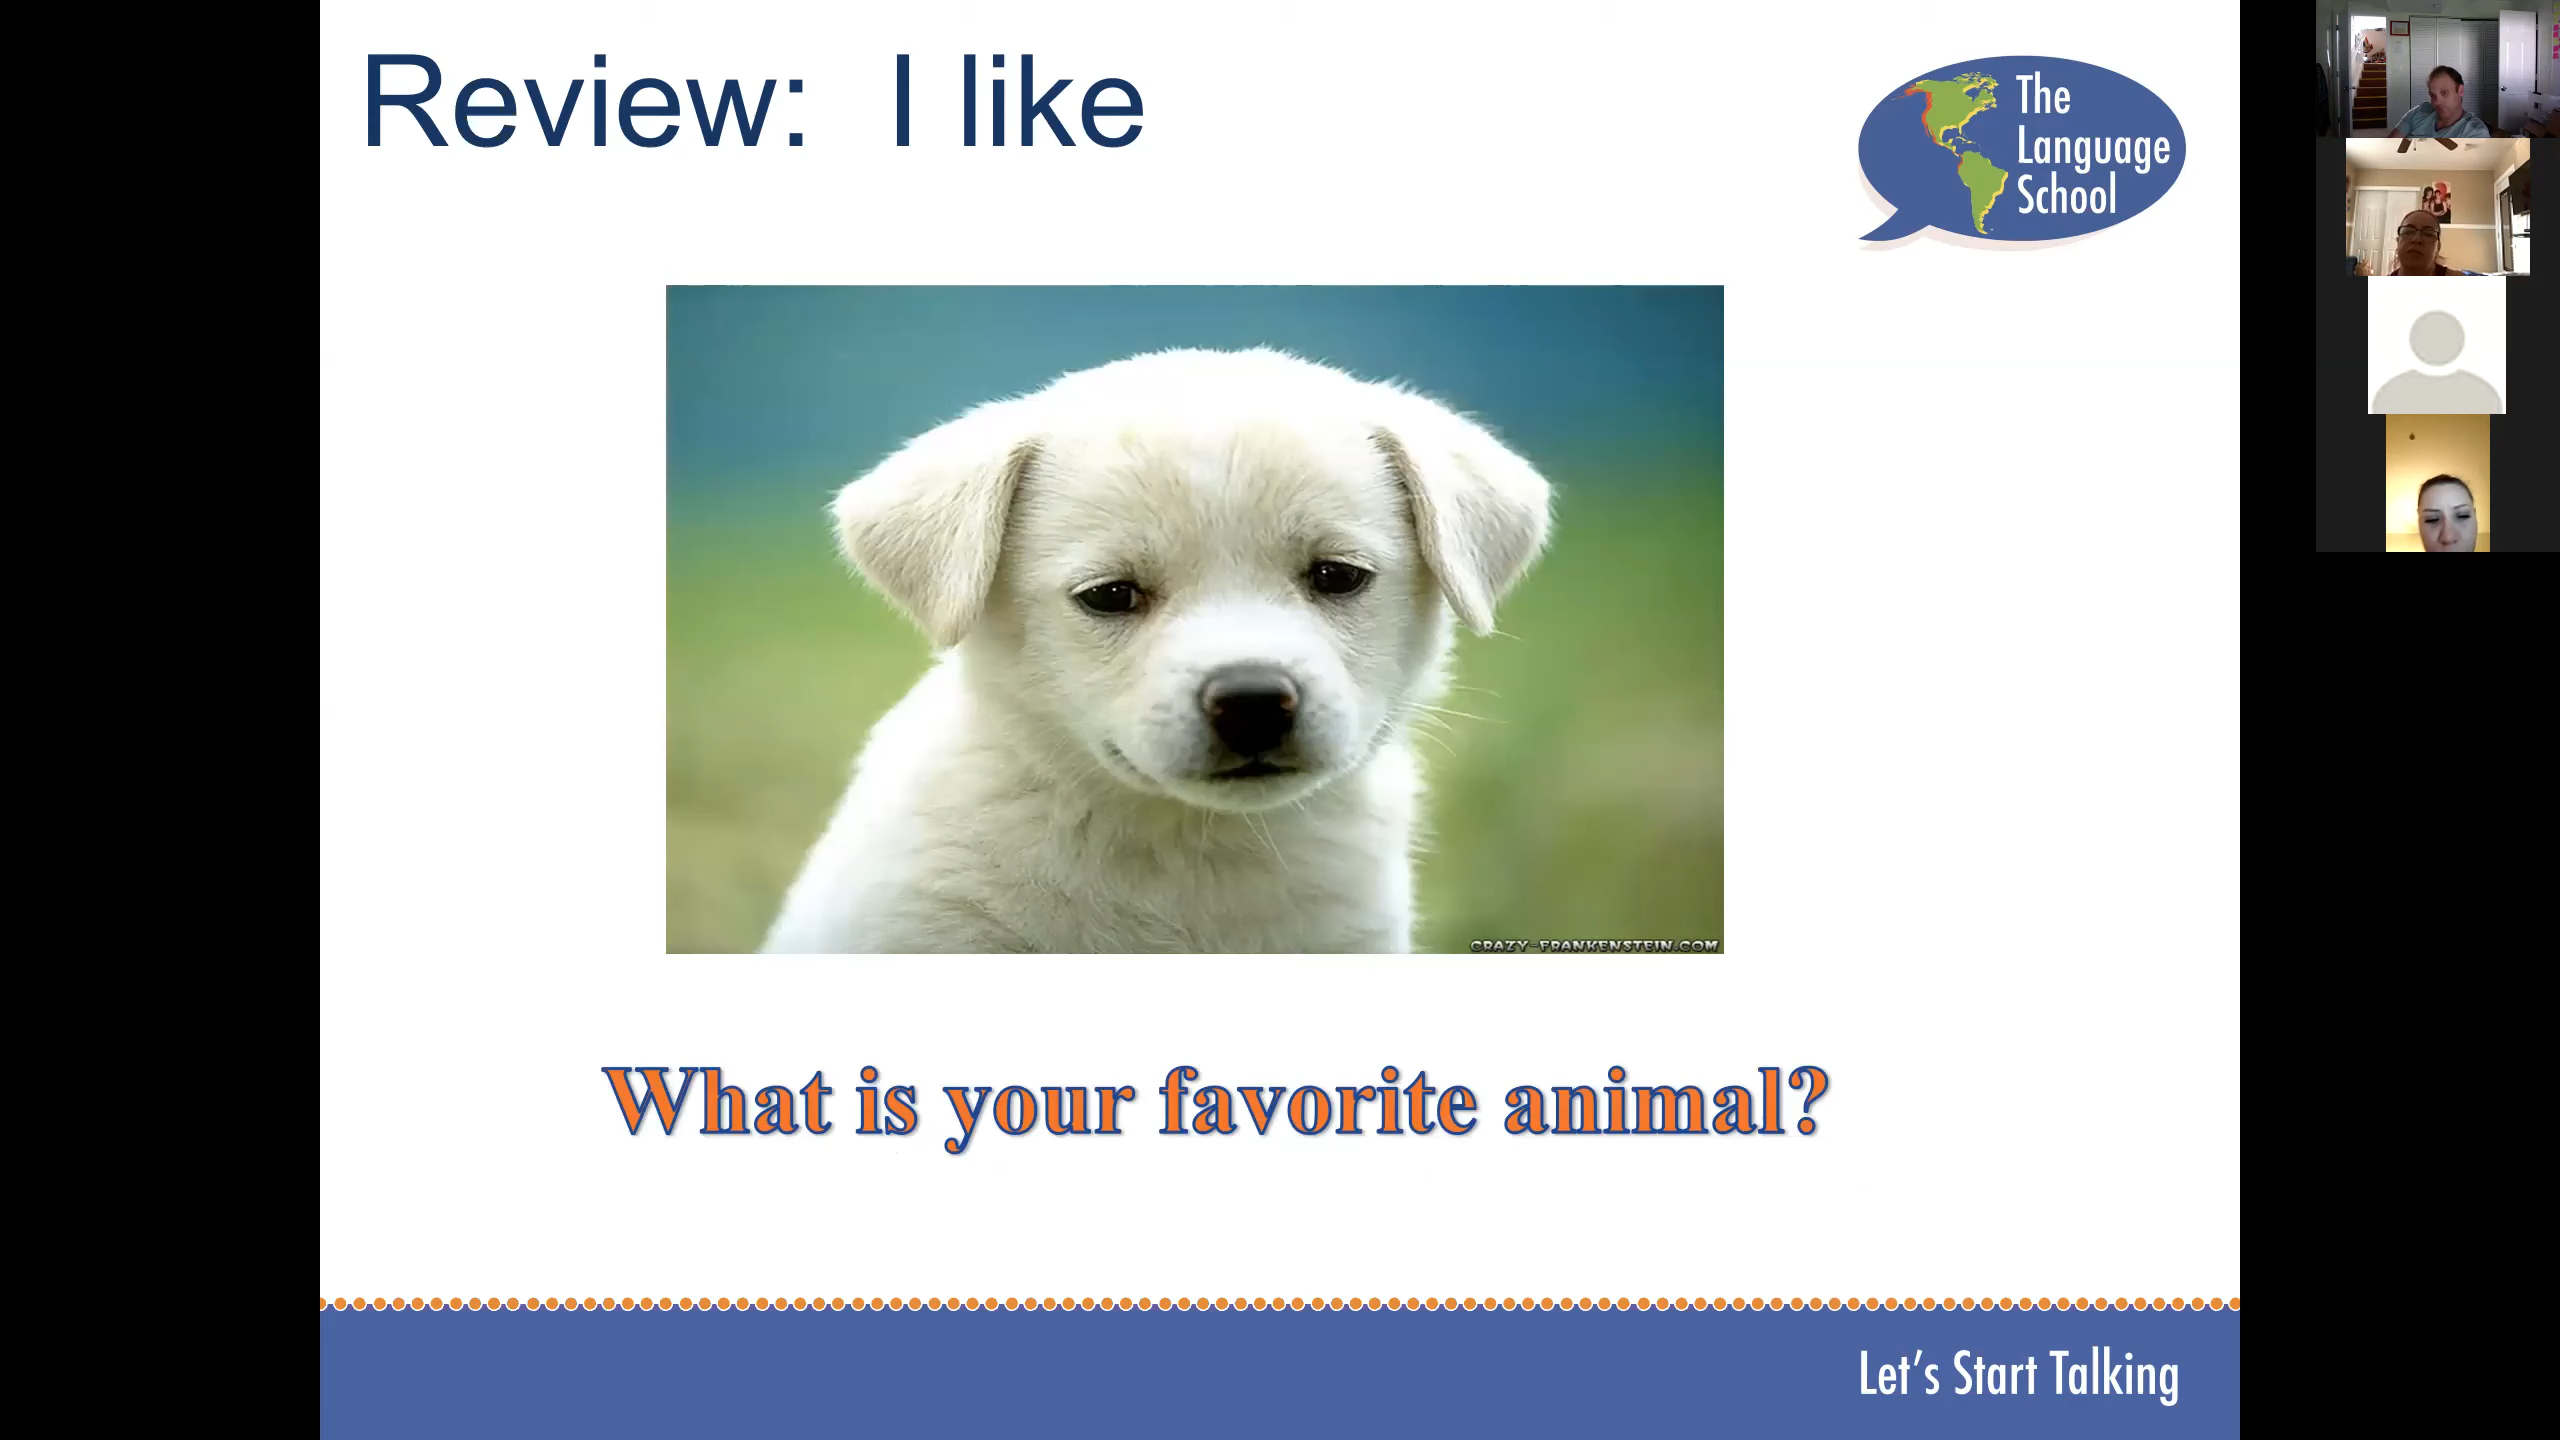 Review:  I like
The
Language
School
CRAZY-FRANKENSTEIN.COM
What is your favorite animal?
Let's Start Talking